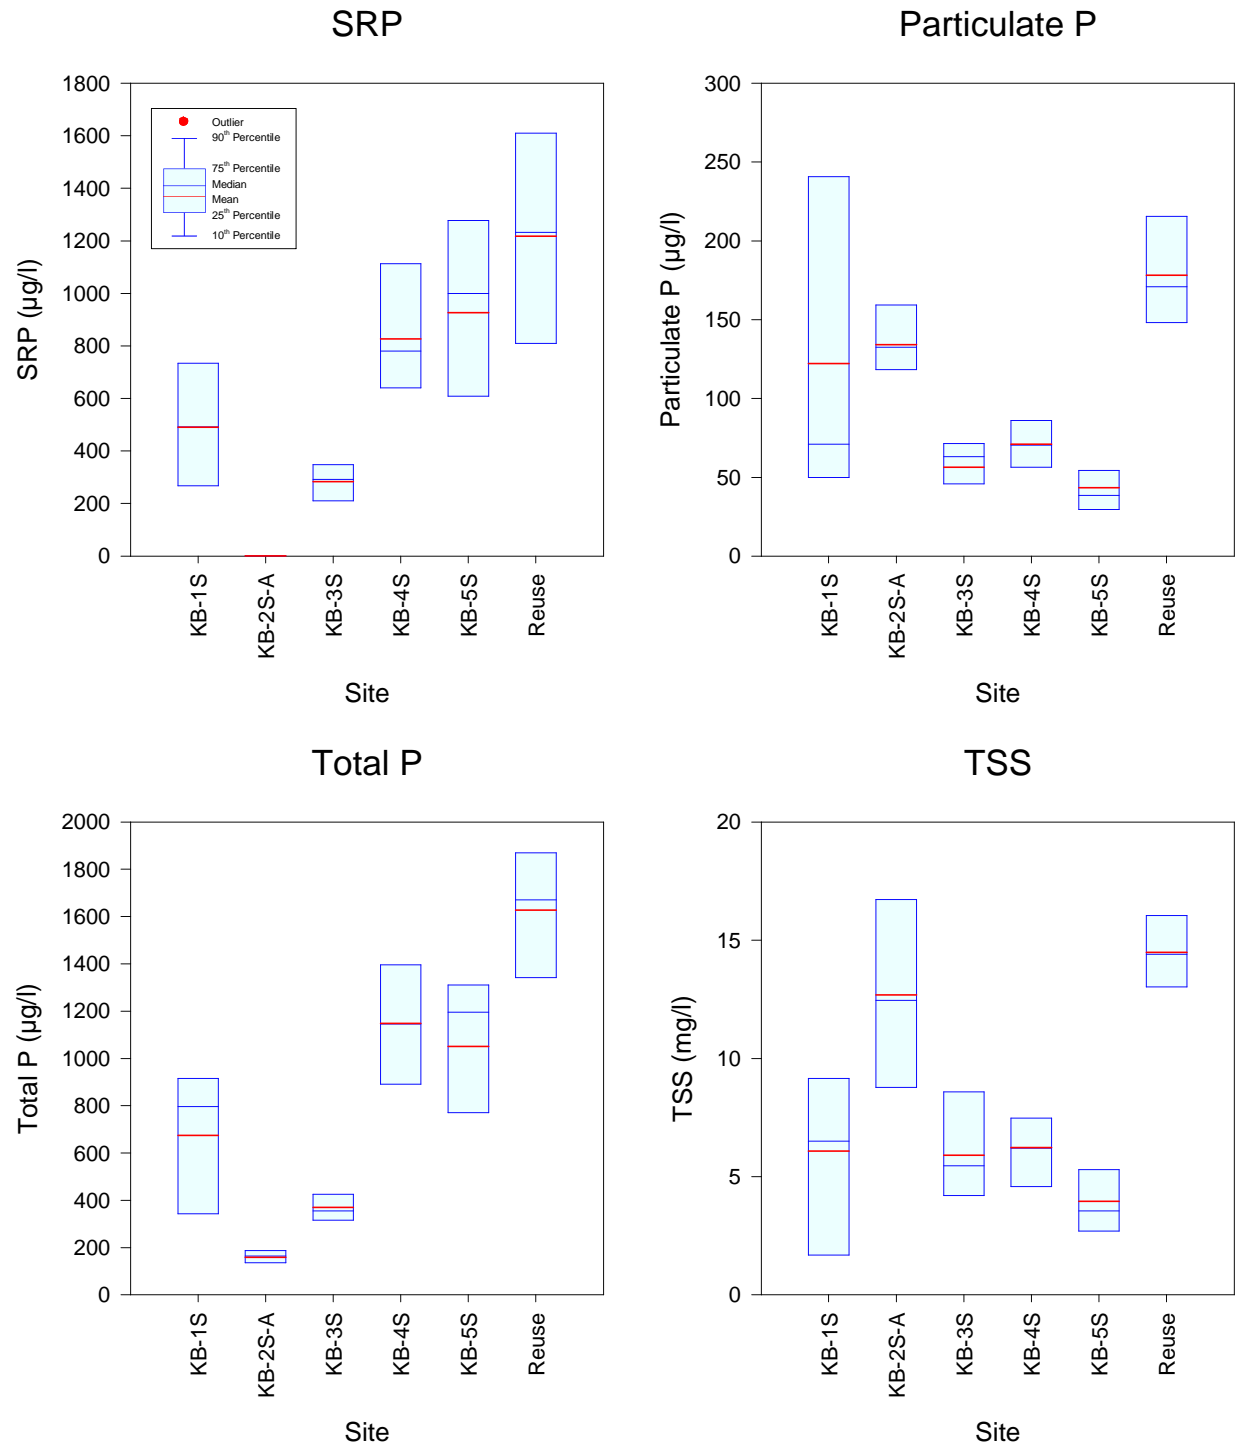 SRP
Particulate P
SRP (µg/l)
1800
1600
1400
1200
1000
800
600
400
200
0
Outlier
90th Percentile
75th Percentile
Median
Mean
25th Percentile
10th Percentile
KB-1S
KB-2S-A
KB-3S
KB-4S
KB-5S
Reuse
Site
Particulate P (µg/l)
300
250
200
150
100
50
0
KB-1S
KB-2S-A
KB-3S
KB-4S
KB-5S
Reuse
Site
Total P
TSS
Total P (µg/l)
2000
1800
1600
1400
1200
1000
800
600
400
200
0
KB-1S
KB-2S-A
KB-3S
KB-4S
KB-5S
Reuse
Site
TSS (mg/l)
20
15
10
5
0
KB-1S
KB-2S-A
KB-3S
KB-4S
KB-5S
Reuse
Site